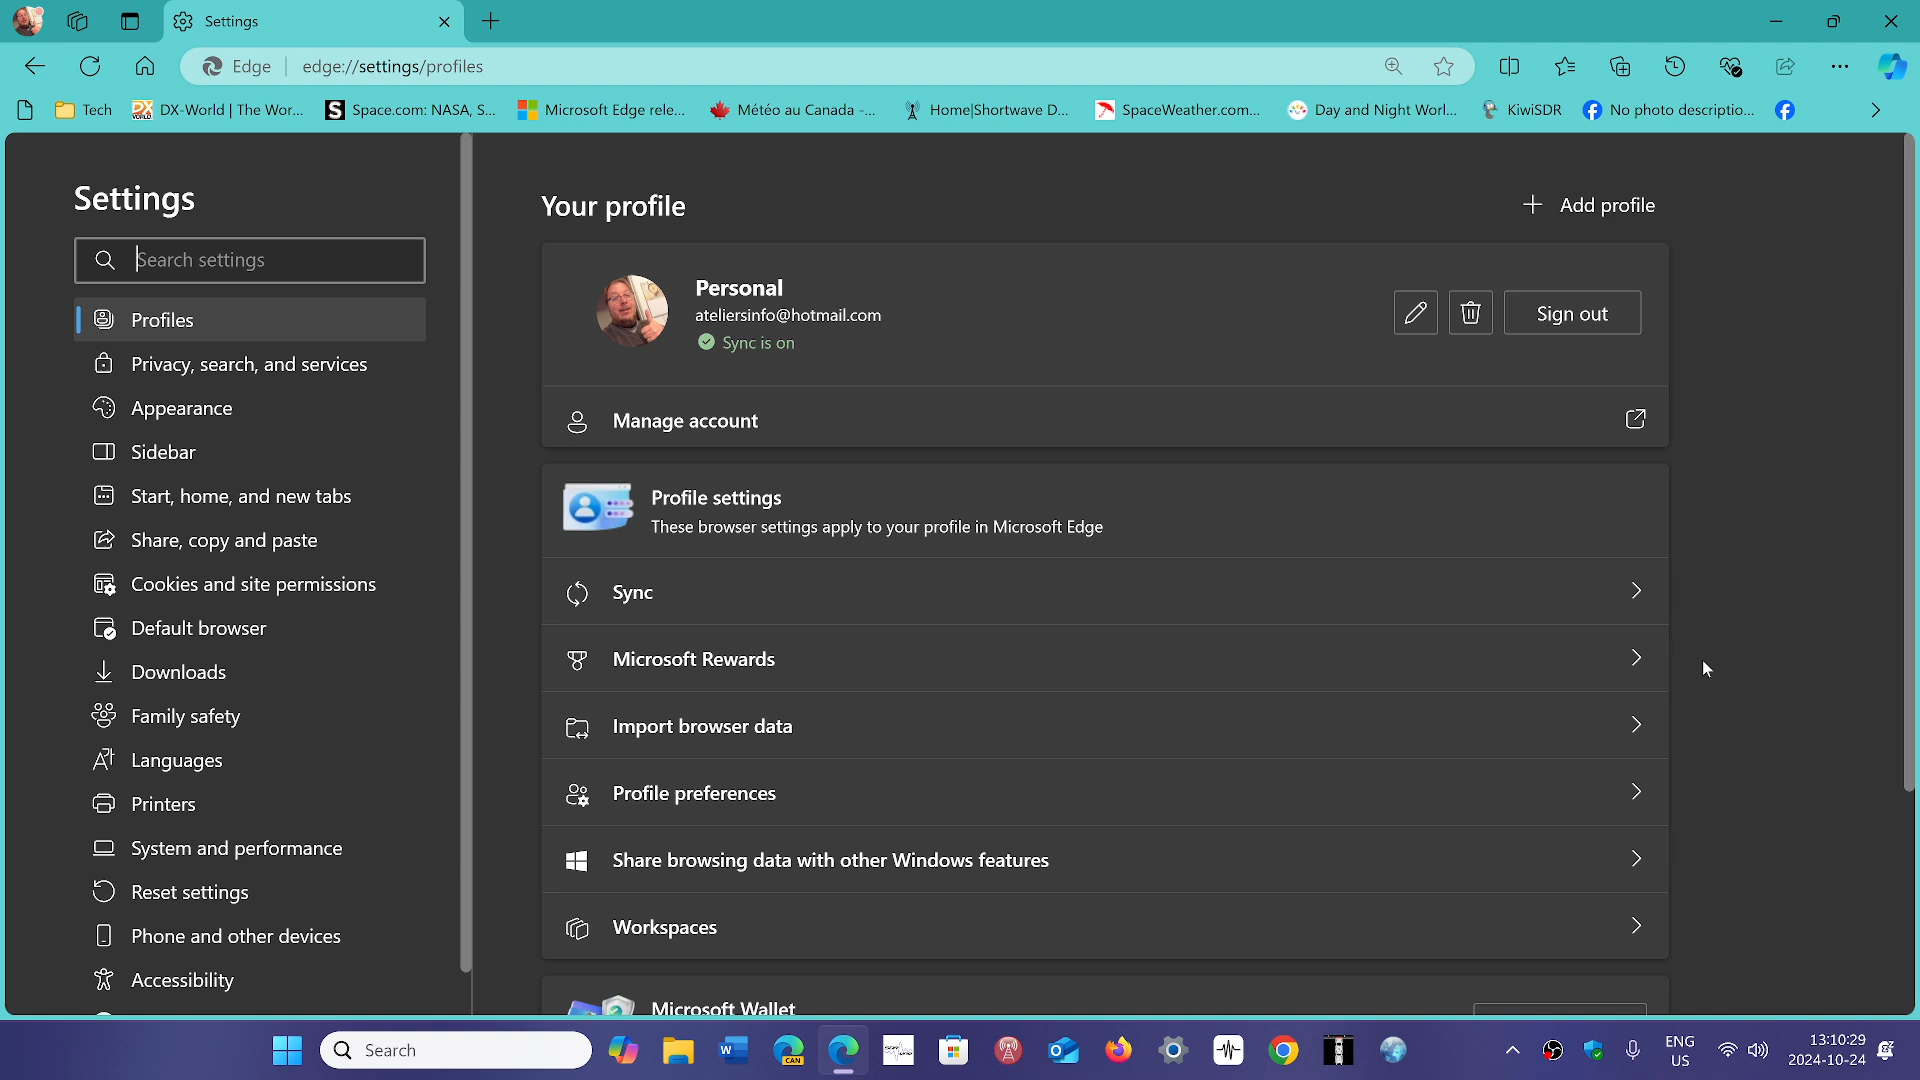 Settings
Edge
edge://settings/profiles
Tech
DX-World | The Wor...
Space.com: NASA, S...
Microsoft Edge rele...
Météo au Canada -...
Home|Shortwave D...
SpaceWeather.com...
Day and Night Worl...
KiwiSDR
No photo descriptio...
Settings
Search settings
Profiles
Privacy, search, and services
Appearance
Sidebar
Start, home, and new tabs
Share, copy and paste
Cookies and site permissions
Default browser
Downloads
Family safety
Languages
Printers
System and performance
Reset settings
Phone and other devices
Accessibility
Your profile
Add profile
Personal
ateliersinfo@hotmail.com
Sync is on
Sign out
Manage account
Profile settings
These browser settings apply to your profile in Microsoft Edge
Sync
Microsoft Rewards
Import browser data
Profile preferences
Share browsing data with other Windows features
Workspaces
Microsoft Wallet
Search
CAN
ENG
US
13:10:29
2024-10-24